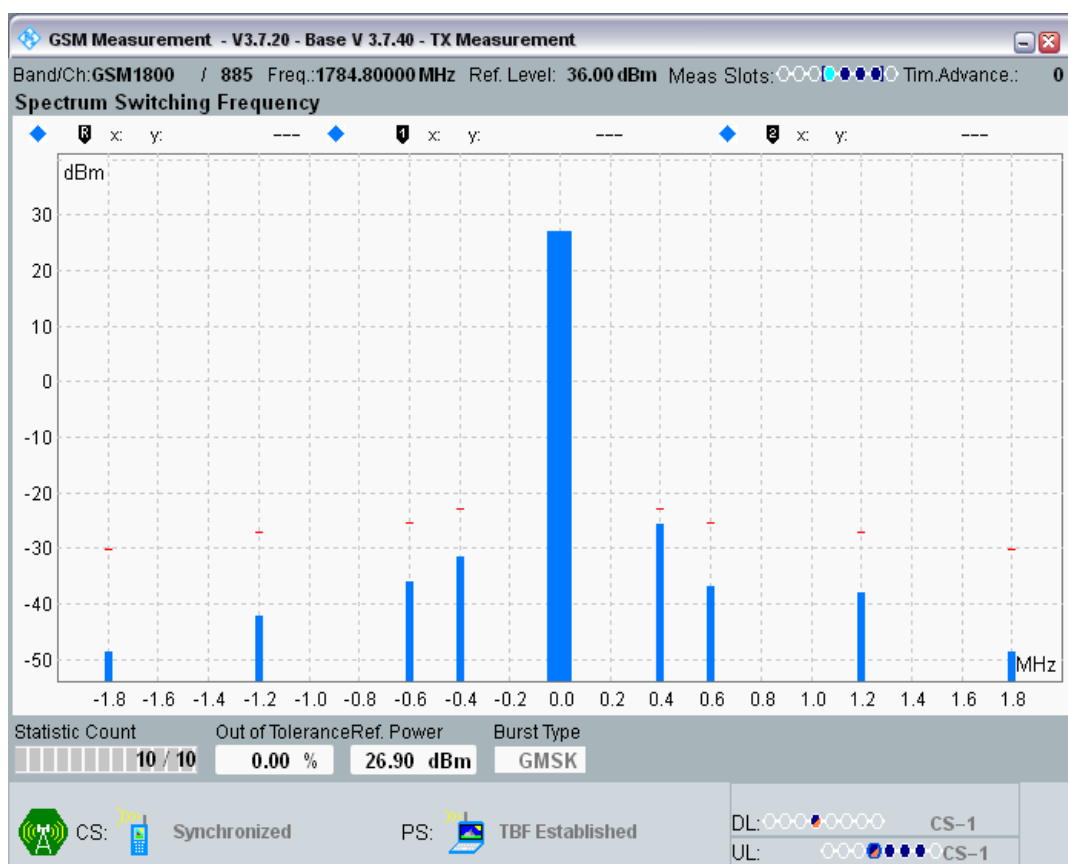 GSM Measurement - V3.7.20 - Base V 3.7.40 - TX Measurement
Band/Ch:GSM1800 / 885 Freq.:1784.80000MHz Ref. Level: 36.00dBm Meas Slots: Tim.Advance.: 0
Spectrum Switching Frequency
R x: y: --- 1 x: y: --- 2 x: y: ---
dBm
30
20
10
0
-10
-20
-30
-40
-50
MHz
-1.8 -1.6 -1.4 -1.2 -1.0 -0.8 -0.6 -0.4 -0.2 0.0 0.2 0.4 0.6 0.8 1.0 1.2 1.4 1.6 1.8
Statistic Count Out of Tolerance Ref. Power Burst Type
10 / 10 0.00 % 26.90 dBm GMSK
CS: Synchronized PS: TBF Established
DL: CS-1
UL: CS-1